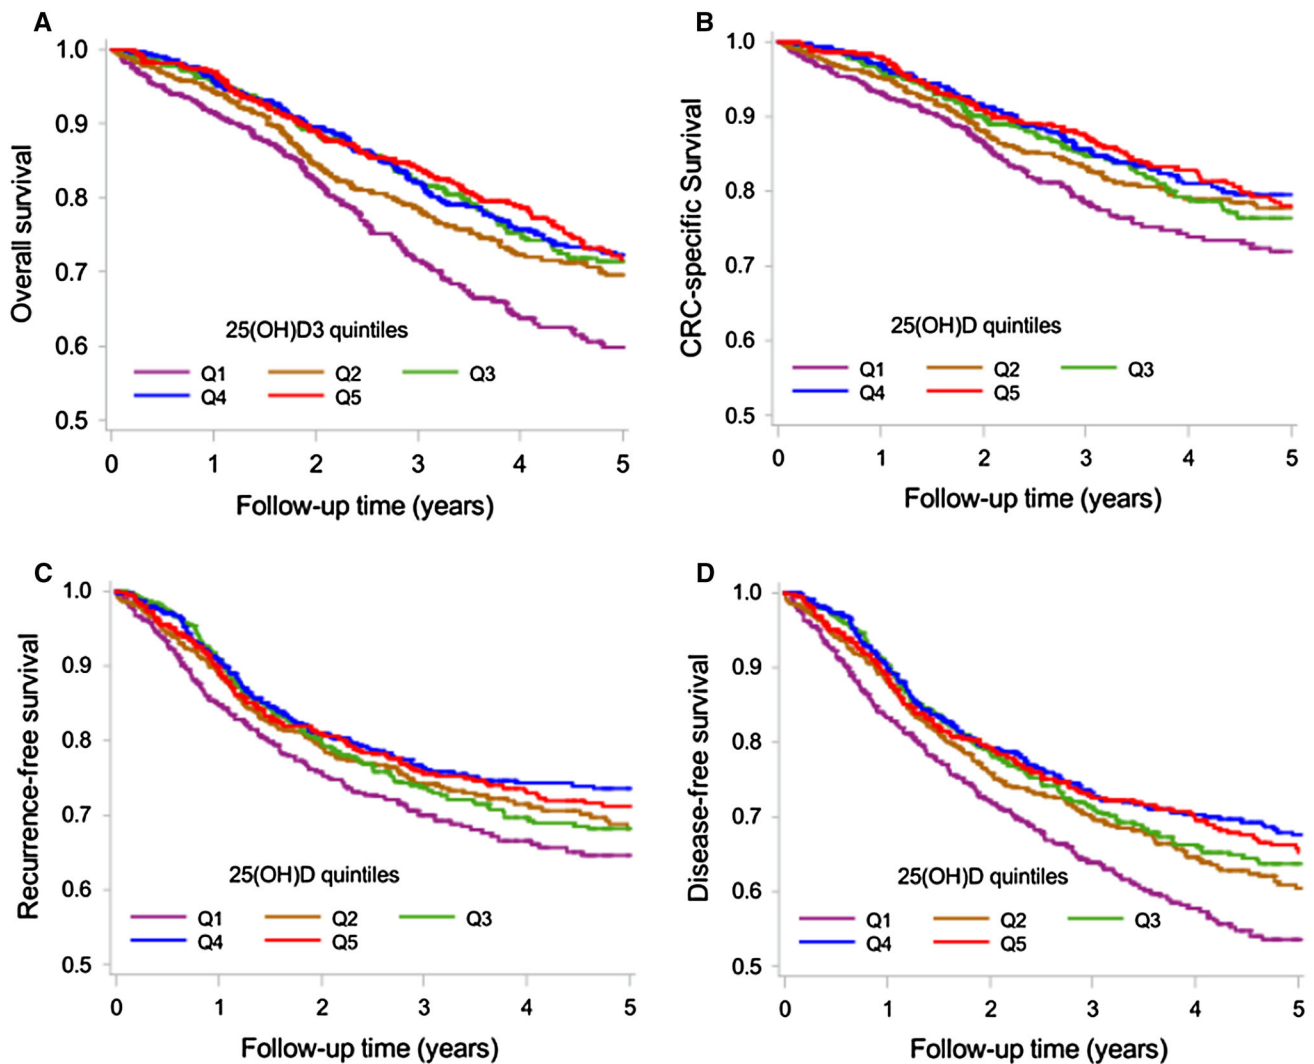 A
Overall survival
1.0
0.9
0.8
0.7
0.6
0.5
25(OH)D3 quintiles
Q1 Q2 Q3
Q4 Q5
0 1 2 3 4 5
Follow-up time (years)
B
CRC-specific Survival
1.0
0.9
0.8
0.7
0.6
0.5
25(OH)D quintiles
Q1 Q2 Q3
Q4 Q5
0 1 2 3 4 5
Follow-up time (years)
C
Recurrence-free survival
1.0
0.9
0.8
0.7
0.6
0.5
25(OH)D quintiles
Q1 Q2 Q3
Q4 Q5
0 1 2 3 4 5
Follow-up time (years)
D
Disease-free survival
1.0
0.9
0.8
0.7
0.6
0.5
25(OH)D quintiles
Q1 Q2 Q3
Q4 Q5
0 1 2 3 4 5
Follow-up time (years)